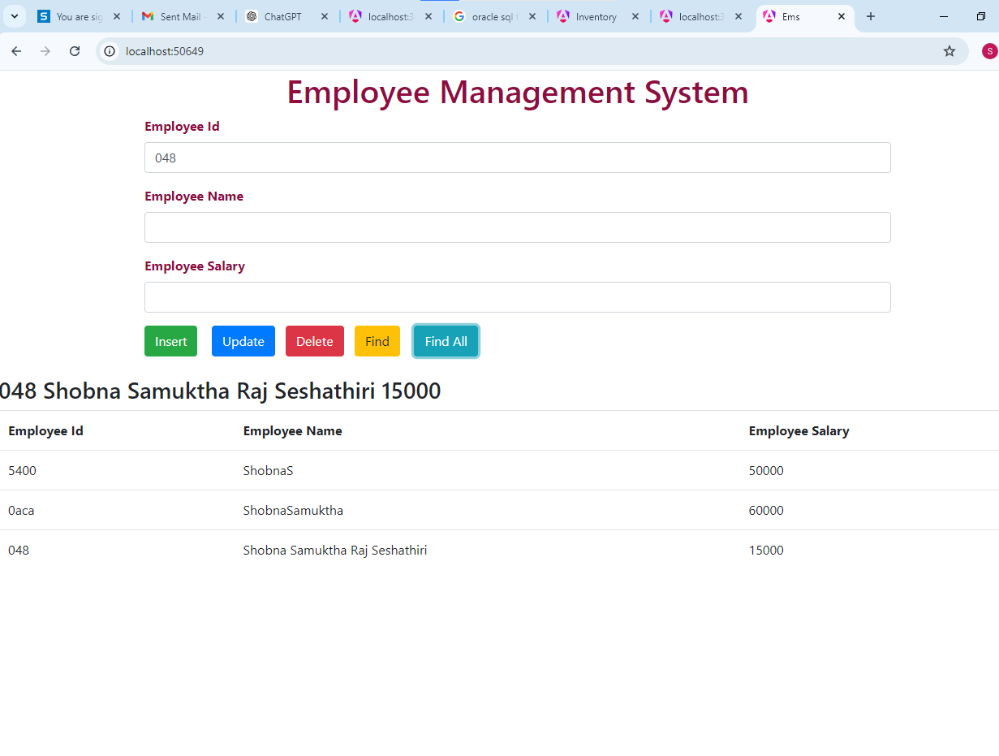 You are sig
Sent Mail -
ChatGPT
localhost:3
oracle sql
Inventory
localhost:3
Ems
localhost:50649
S
Employee Management System
Employee Id
048
Employee Name
Employee Salary
Insert Update Delete Find Find All
048 Shobna Samuktha Raj Seshathiri 15000
Employee Id Employee Name Employee Salary
5400 ShobnaS 50000
0aca ShobnaSamuktha 60000
048 Shobna Samuktha Raj Seshathiri 15000